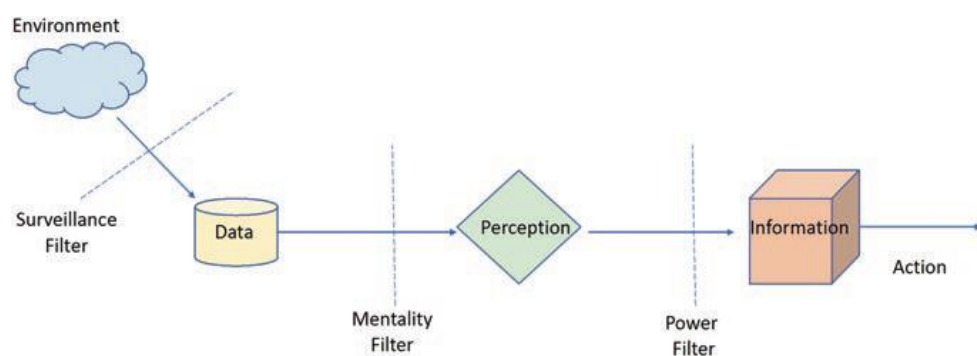 Environment
Surveillance
Filter
Data
Mentality
Filter
Perception
Power
Filter
Information
Action